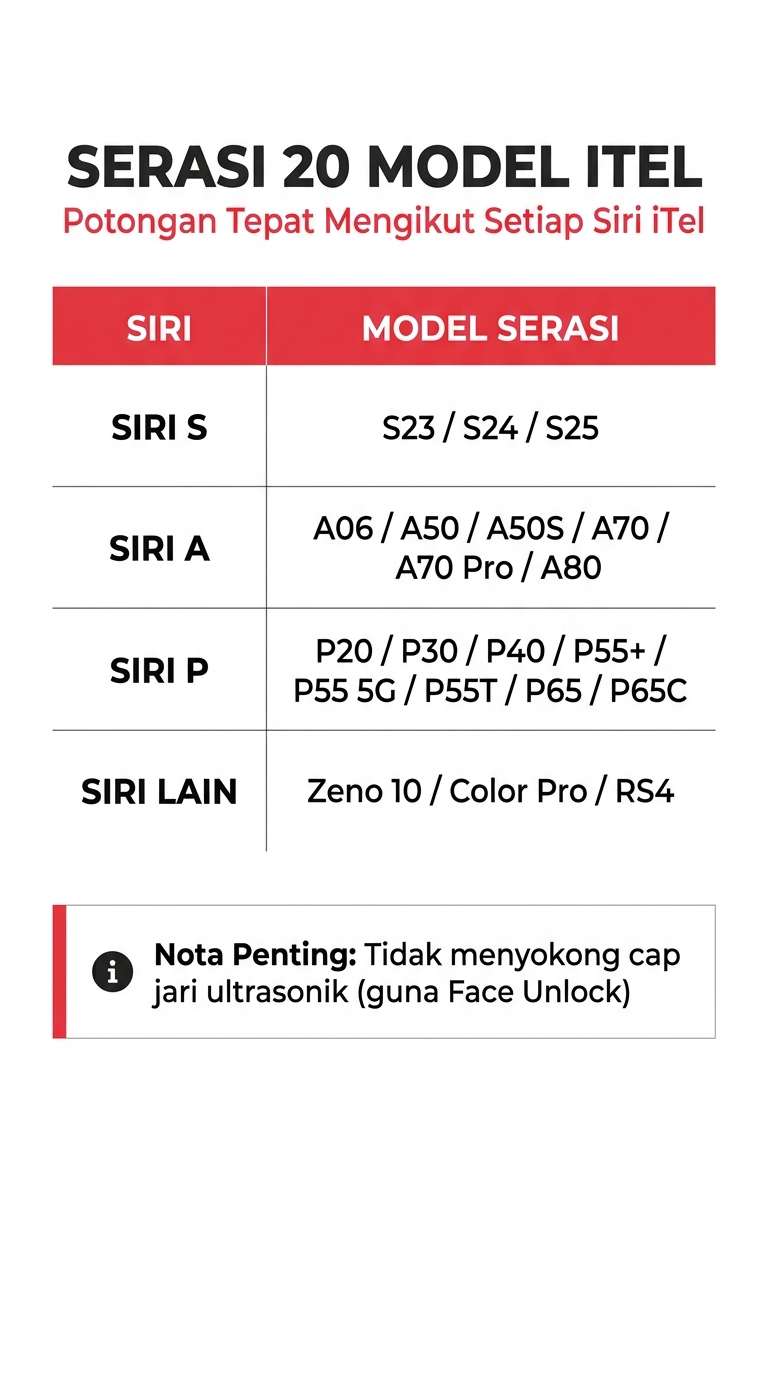 SERASI 20 MODEL ITEL
Potongan Tepat Mengikut Setiap Siri iTel
SIRI
MODEL SERASI
SIRI S
S23 / S24 / S25
SIRI A
A06 / A50 / A50S / A70 /
A70 Pro / A80
SIRI P
P20 / P30 / P40 / P55+ /
P55 5G / P55T / P65 / P65C
SIRI LAIN
Zeno 10 / Color Pro / RS4
Nota Penting: Tidak menyokong cap
jari ultrasonik (guna Face Unlock)